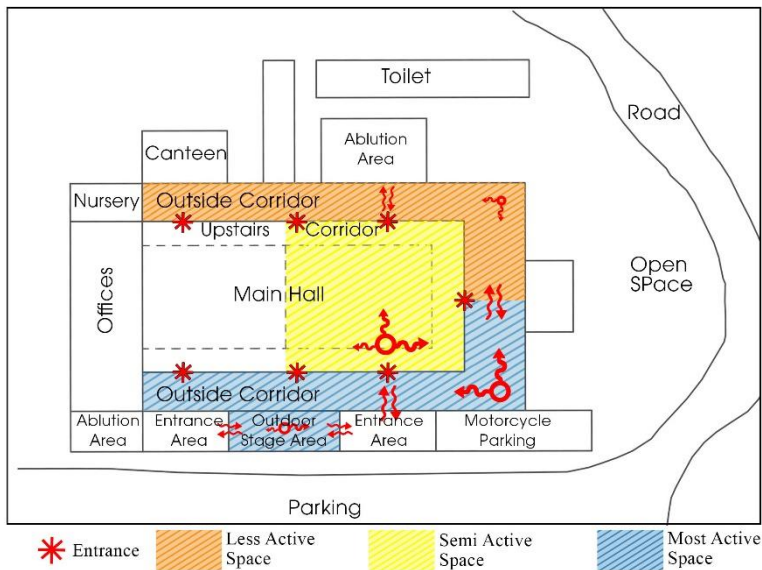 Toilet
Road
Canteen
Ablution
Area
Nursery
Outside Corridor
Upstairs
Corridor
Offices
Main Hall
Open
SPace
Outside Corridor
Ablution
Area
Entrance
Area
Outdoor
Stage Area
Entrance
Area
Motorcycle
Parking
Parking
Entrance
Less Active
Space
Semi Active
Space
Most Active
Space